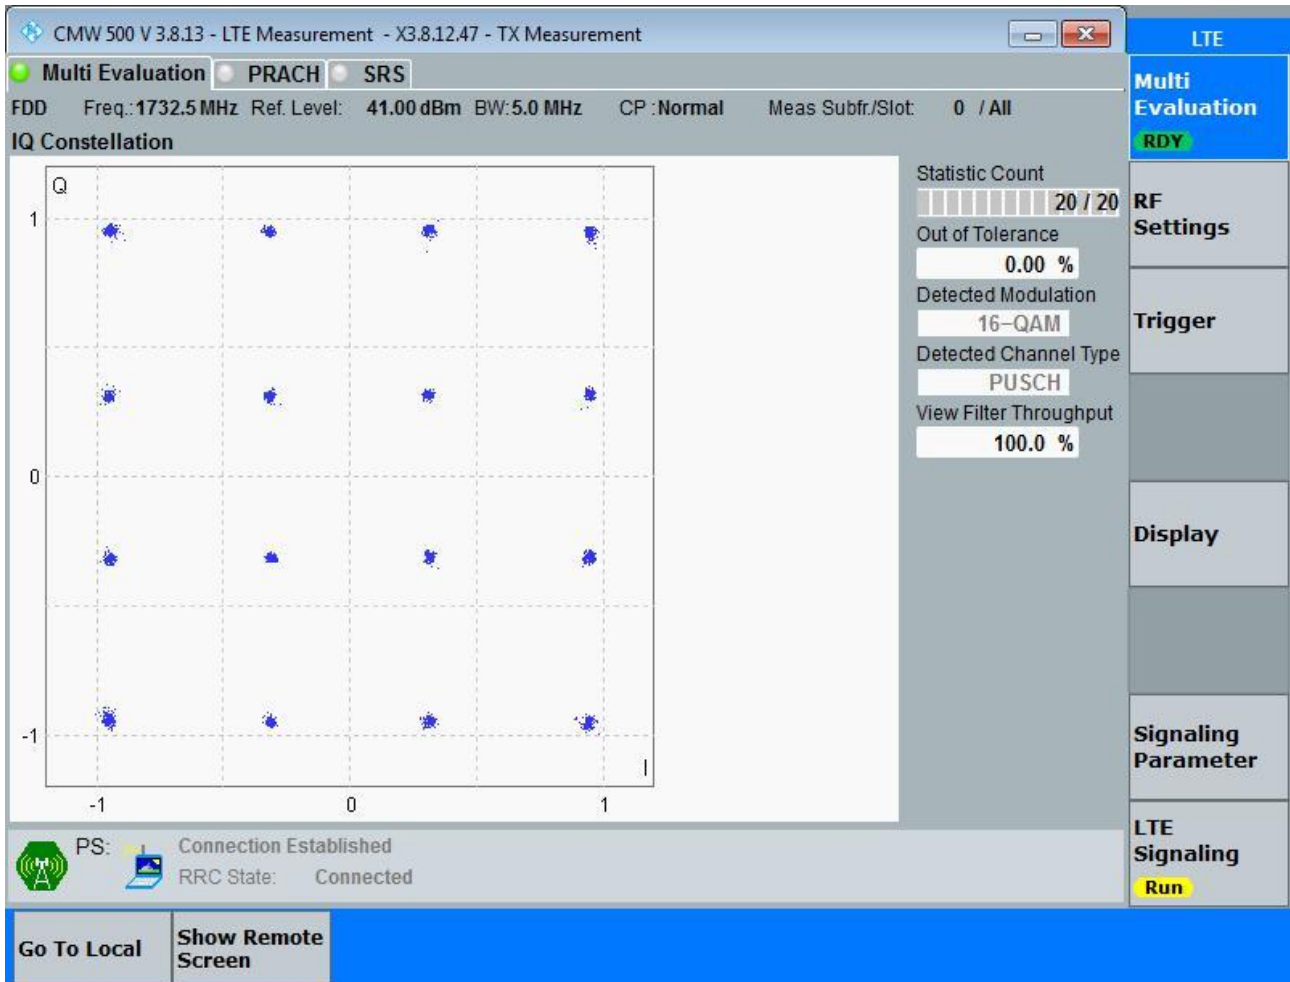 CMW 500 V 3.8.13 - LTE Measurement - X3.8.12.47 - TX Measurement
LTE
Multi Evaluation PRACH SRS
FDD Freq.:1732.5 MHz Ref. Level: 41.00 dBm BW:5.0 MHz CP :Normal Meas Subfr./Slot: 0 / All
IQ Constellation
Q
1
0
-1
I
-1 0 1
Statistic Count
20 / 20
Out of Tolerance
0.00 %
Detected Modulation
16-QAM
Detected Channel Type
PUSCH
View Filter Throughput
100.0 %
Multi
Evaluation
RDY
RF
Settings
Trigger
Display
Signaling
Parameter
LTE
Signaling
Run
PS: Connection Established
RRC State: Connected
Go To Local
Show Remote
Screen